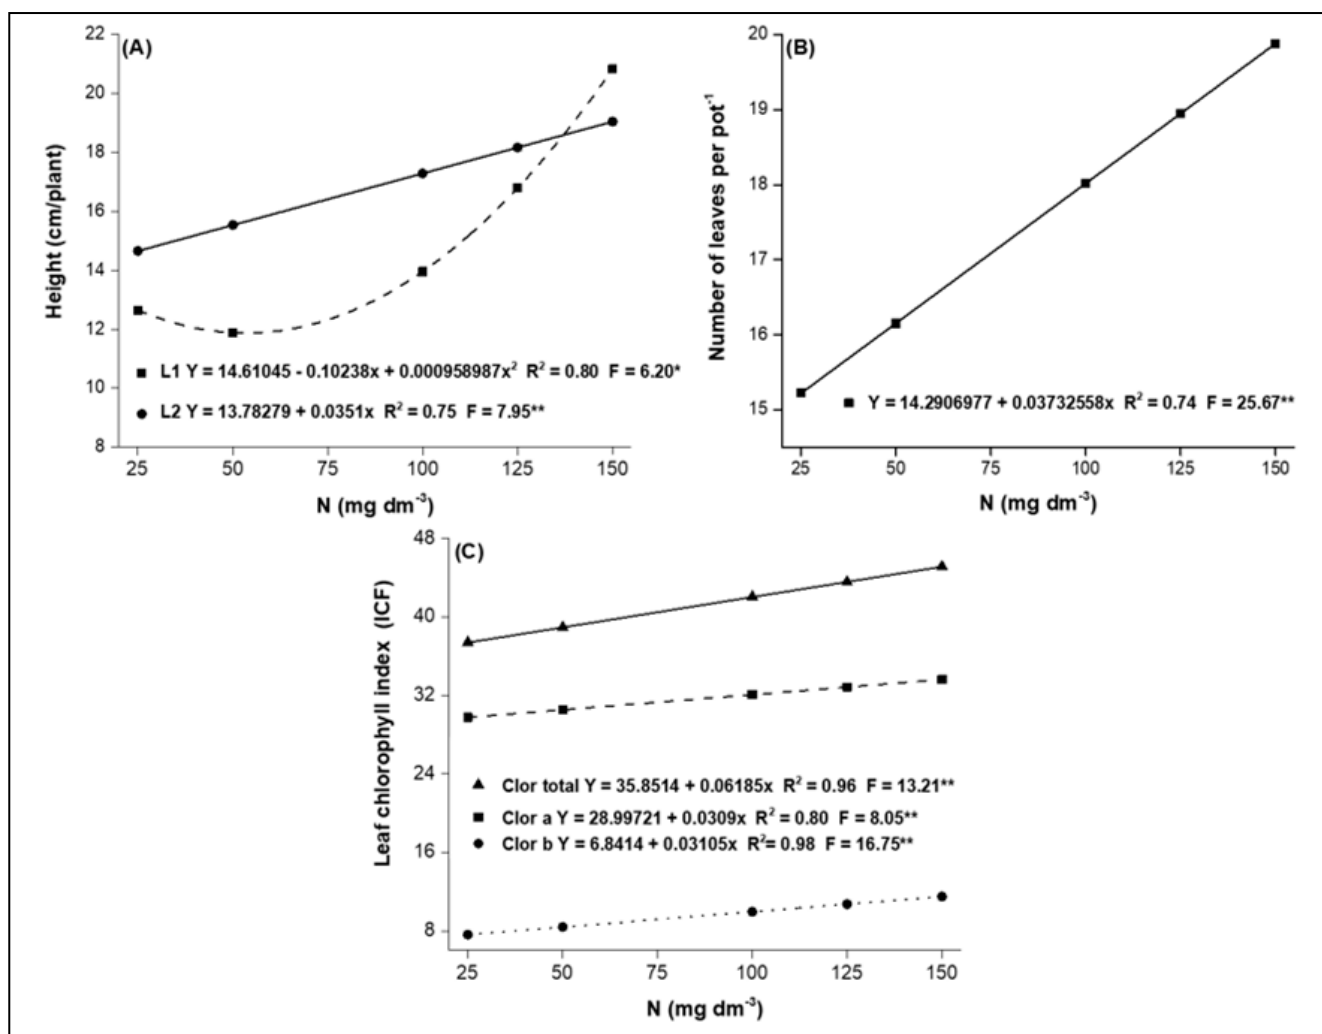 (A)
22
20
18
16
14
12
10
8
Height (cm/plant)
L1 Y = 14.61045 - 0.10238x + 0.000958987x² R² = 0.80 F = 6.20*
L2 Y = 13.78279 + 0.0351x R² = 0.75 F = 7.95**
25 50 75 100 125 150
N (mg dm⁻³)
(B)
20
19
18
17
16
15
Number of leaves per pot⁻¹
Y = 14.2906977 + 0.03732558x R² = 0.74 F = 25.67**
25 50 75 100 125 150
N (mg dm⁻³)
(C)
48
40
32
24
16
8
Leaf chlorophyll index (ICF)
Clor total Y = 35.8514 + 0.06185x R² = 0.96 F = 13.21**
Clor a Y = 28.99721 + 0.0309x R² = 0.80 F = 8.05**
Clor b Y = 6.8414 + 0.03105x R²= 0.98 F = 16.75**
25 50 75 100 125 150
N (mg dm⁻³)